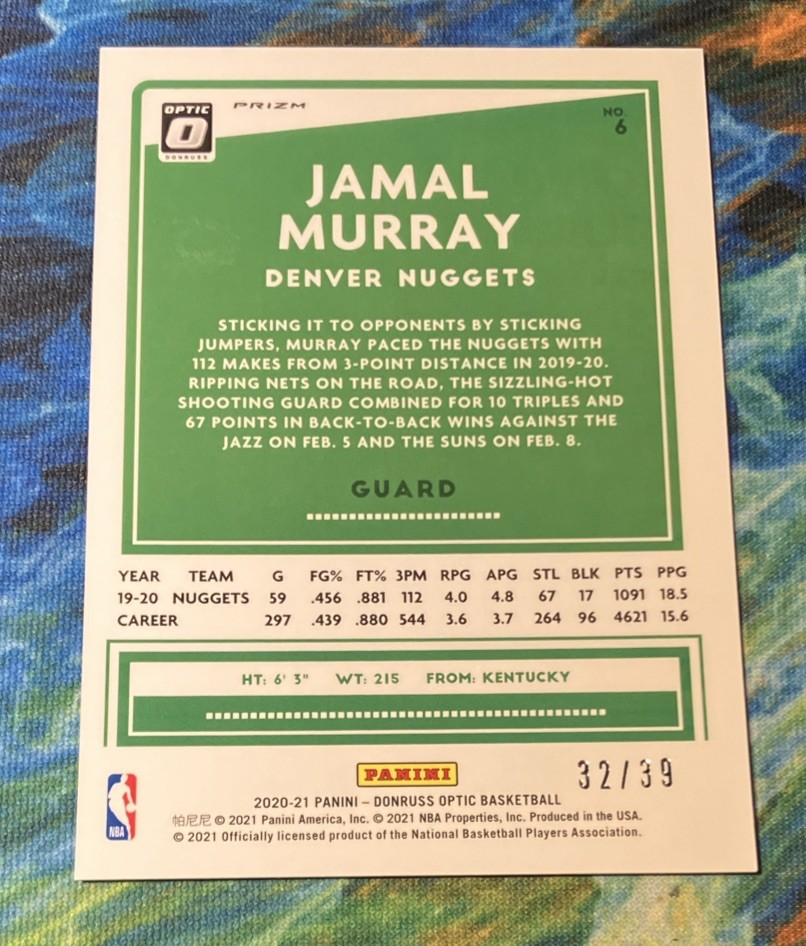 OPTIC
DONRUSS
PRIZM
NO.
6
JAMAL
MURRAY
DENVER NUGGETS
STICKING IT TO OPPONENTS BY STICKING
JUMPERS, MURRAY PACED THE NUGGETS WITH
112 MAKES FROM 3-POINT DISTANCE IN 2019-20.
RIPPING NETS ON THE ROAD, THE SIZZLING-HOT
SHOOTING GUARD COMBINED FOR 10 TRIPLES AND
67 POINTS IN BACK-TO-BACK WINS AGAINST THE
JAZZ ON FEB. 5 AND THE SUNS ON FEB. 8.
GUARD
YEAR TEAM G FG% FT% 3PM RPG APG STL BLK PTS PPG
19-20 NUGGETS 59 .456 .881 112 4.0 4.8 67 17 1091 18.5
CAREER 297 .439 .880 544 3.6 3.7 264 96 4621 15.6
HT: 6' 3" WT: 215 FROM: KENTUCKY
PANINI
32/39
NBA
2020-21 PANINI – DONRUSS OPTIC BASKETBALL
帕尼尼 © 2021 Panini America, Inc. © 2021 NBA Properties, Inc. Produced in the USA.
© 2021 Officially licensed product of the National Basketball Players Association.